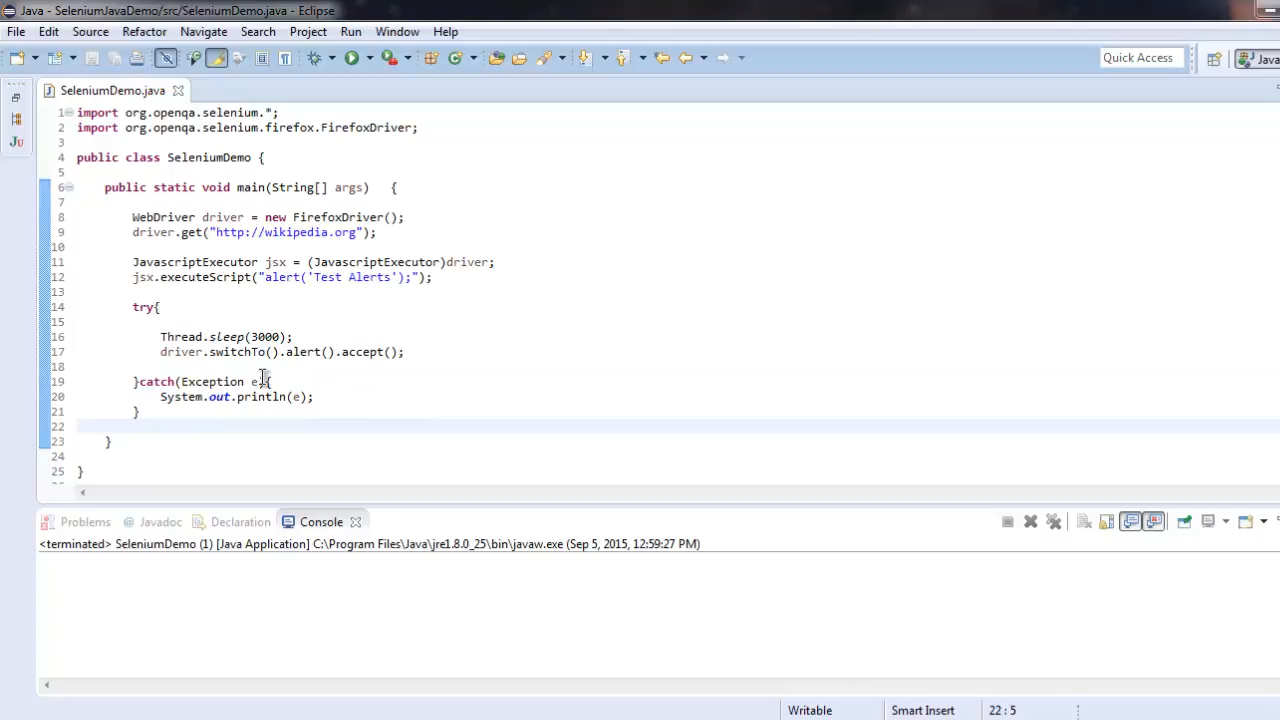 Java - SeleniumJavaDemo/src/SeleniumDemo.java - Eclipse
File Edit Source Refactor Navigate Search Project Run Window Help
Quick Access Java
SeleniumDemo.java
1 import org.openqa.selenium.*;
2 import org.openqa.selenium.firefox.FirefoxDriver;
3
4 public class SeleniumDemo {
5
6 public static void main(String[] args) {
7
8 WebDriver driver = new FirefoxDriver();
9 driver.get("http://wikipedia.org");
10
11 JavascriptExecutor jsx = (JavascriptExecutor)driver;
12 jsx.executeScript("alert('Test Alerts');");
13
14 try{
15
16 Thread.sleep(3000);
17 driver.switchTo().alert().accept();
18
19 }catch(Exception e){
20 System.out.println(e);
21 }
22
23 }
24
25 }
Problems @ Javadoc Declaration Console
<terminated> SeleniumDemo (1) [Java Application] C:\Program Files\Java\jre1.8.0_25\bin\javaw.exe (Sep 5, 2015, 12:59:27 PM)
Writable Smart Insert 22 : 5